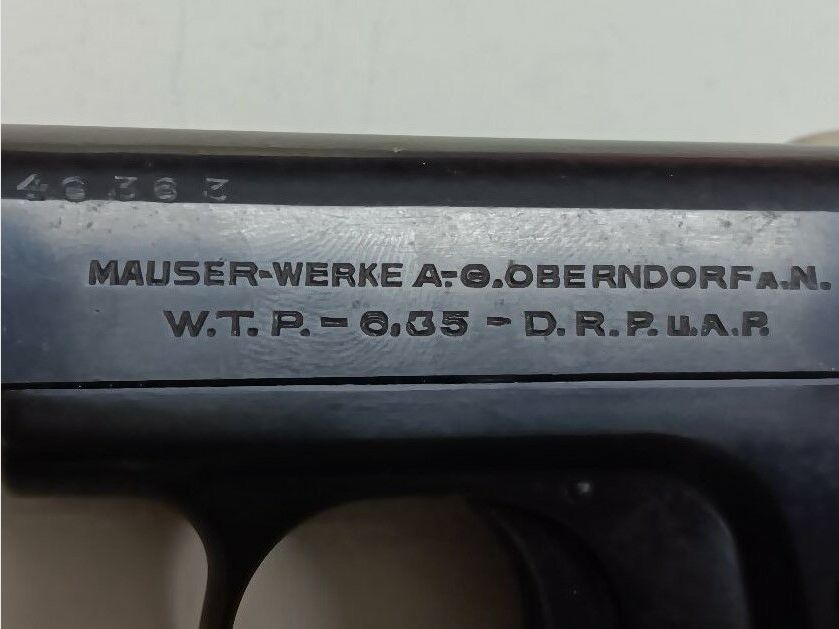 46363
MAUSER-WERKE A.-G. OBERNDORF A.N.
W.T.P. - 6,35 - D.R.P.U.A.P.